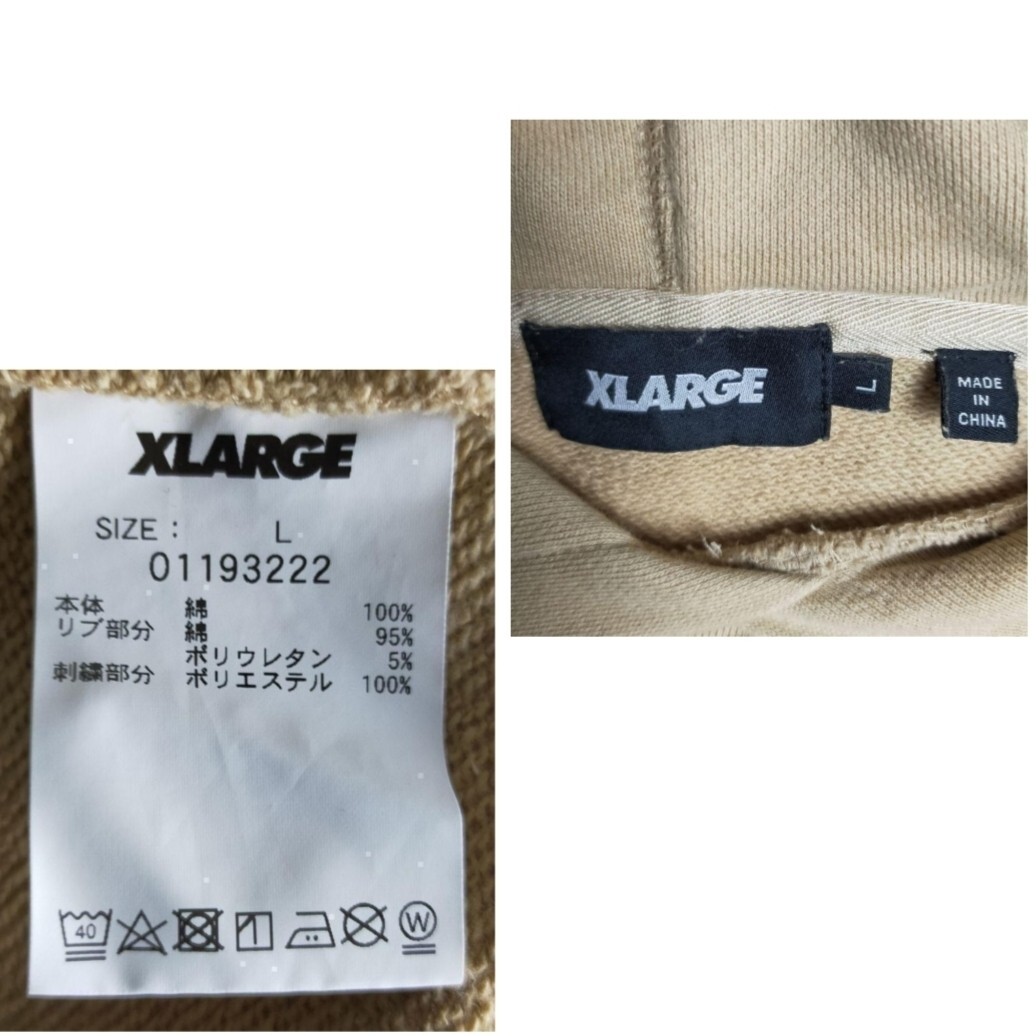 XLARGE
SIZE : L
01193222
本体 綿 100%
リブ部分 綿 95%
ポリウレタン 5%
刺繍部分 ポリエステル 100%
40
W
XLARGE
L
MADE
IN
CHINA